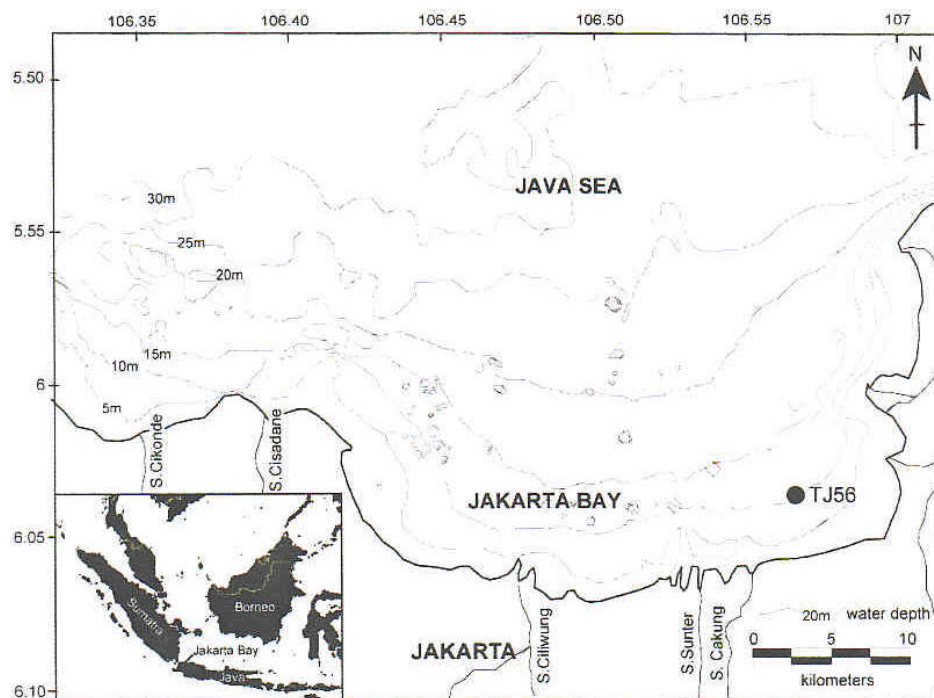 106.35 106.40 106.45 106.50 106.55 107
5.50
N
JAVA SEA
30m
5.55
25m
20m
15m
10m
6
5m
S.Cikonde
S.Cisadane
JAKARTA BAY
TJ56
6.05
Sumatra
Borneo
Jakarta Bay
Java
JAKARTA
S.Ciliwung
S.Sunter
S. Cakung
20m water depth
0 5 10
kilometers
6.10